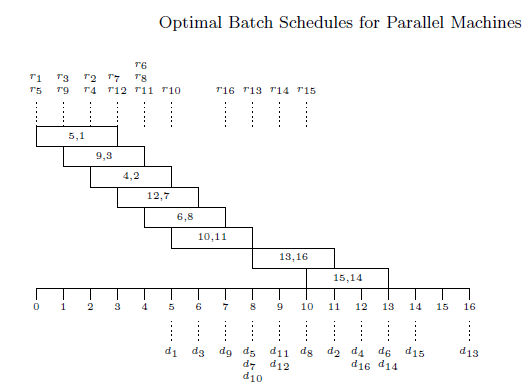 Optimal Batch Schedules for Parallel Machines
r6
r1 r3 r2 r7 r8
r5 r9 r4 r12 r11 r10 r16 r13 r14 r15
5,1
9,3
4,2
12,7
6,8
10,11
13,16
15,14
0 1 2 3 4 5 6 7 8 9 10 11 12 13 14 15 16
d1 d3 d9 d5 d11 d8 d2 d4 d6 d15 d13
d7 d12 d16 d14
d10